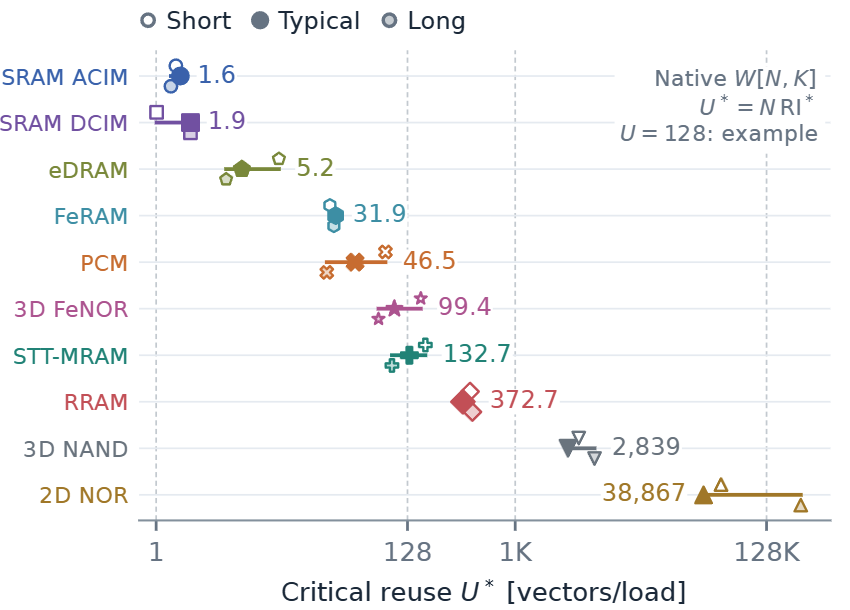 Short Typical Long
SRAM ACIM 1.6
Native W[N, K]
U* = N RI*
U = 128: example
SRAM DCIM 1.9
eDRAM 5.2
FeRAM 31.9
PCM 46.5
3D FeNOR 99.4
STT-MRAM 132.7
RRAM 372.7
3D NAND 2,839
2D NOR 38,867
1 128 1K 128K
Critical reuse U* [vectors/load]